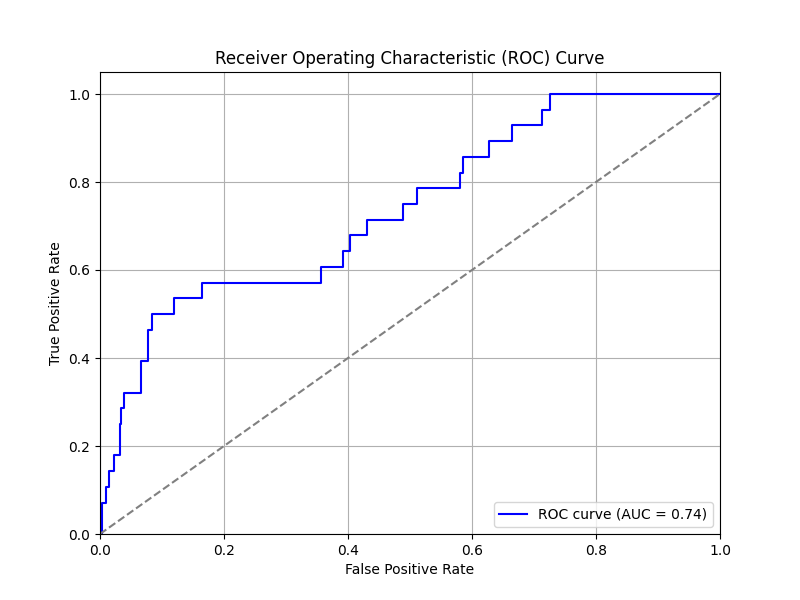 Receiver Operating Characteristic (ROC) Curve
True Positive Rate
1.0
0.8
0.6
0.4
0.2
0.0
ROC curve (AUC = 0.74)
0.0 0.2 0.4 0.6 0.8 1.0
False Positive Rate